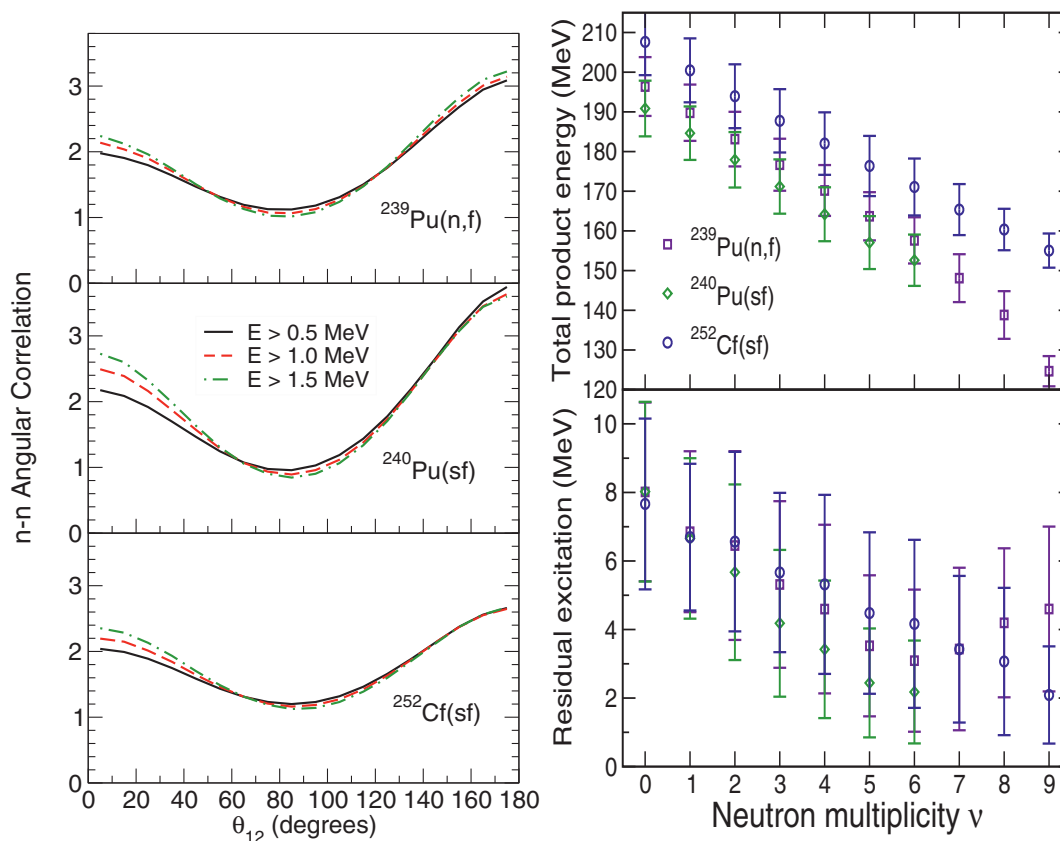 n-n Angular Correlation
3
2
1
0
²³⁹Pu(n,f)
3
2
1
0
E > 0.5 MeV
E > 1.0 MeV
E > 1.5 MeV
²⁴⁰Pu(sf)
3
2
1
0
²⁵²Cf(sf)
0 20 40 60 80 100 120 140 160 180
θ₁₂ (degrees)
Total product energy (MeV)
210
200
190
180
170
160
150
140
130
120
²³⁹Pu(n,f)
²⁴⁰Pu(sf)
²⁵²Cf(sf)
Residual excitation (MeV)
10
8
6
4
2
0
0 1 2 3 4 5 6 7 8 9
Neutron multiplicity ν